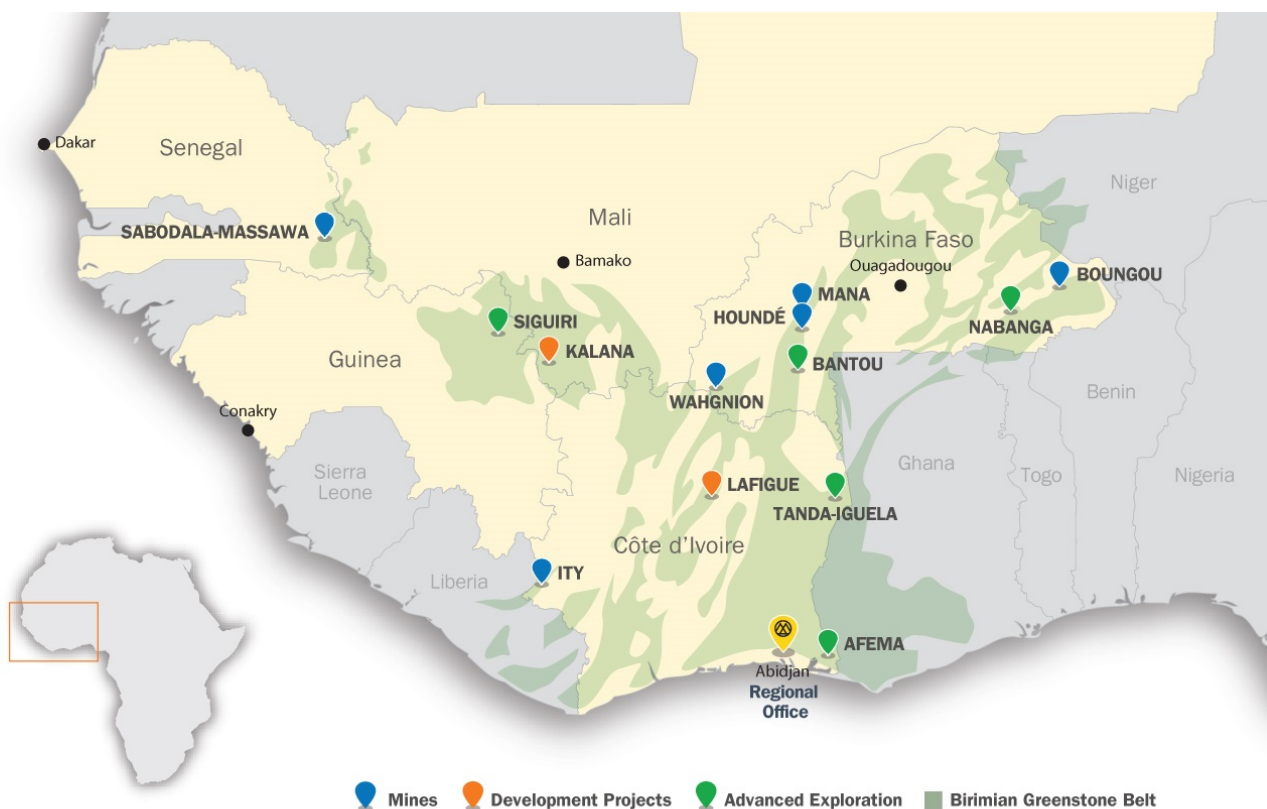 Dakar
Senegal
Niger
SABODALA-MASSAWA
Mali
Burkina Faso
Bamako
Ouagadougou
BOUNGOU
MANA
NABANGA
HOUNDÉ
SIGUIRI
KALANA
Guinea
BANTOU
WAHGNION
Benin
Conakry
Sierra
Leone
Ghana
Togo
Nigeria
LAFIGUE
TANDA-IGUELA
Côte d'Ivoire
ITY
Liberia
AFEMA
Abidjan
Regional
Office
Mines
Development Projects
Advanced Exploration
Birimian Greenstone Belt